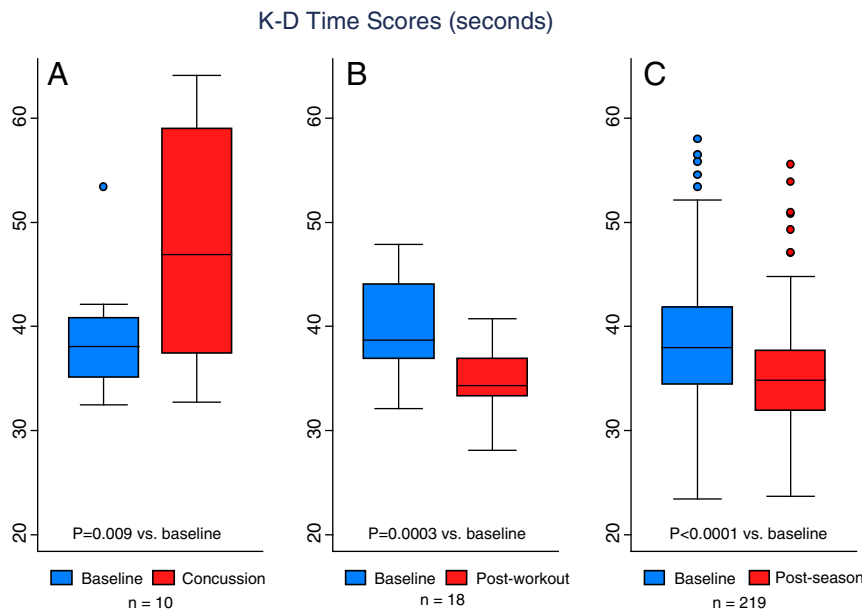 K-D Time Scores (seconds)
A
60
50
40
30
20
P=0.009 vs. baseline
Baseline Concussion
n = 10
B
60
50
40
30
20
P=0.0003 vs. baseline
Baseline Post-workout
n = 18
C
60
50
40
30
20
P<0.0001 vs. baseline
Baseline Post-season
n = 219